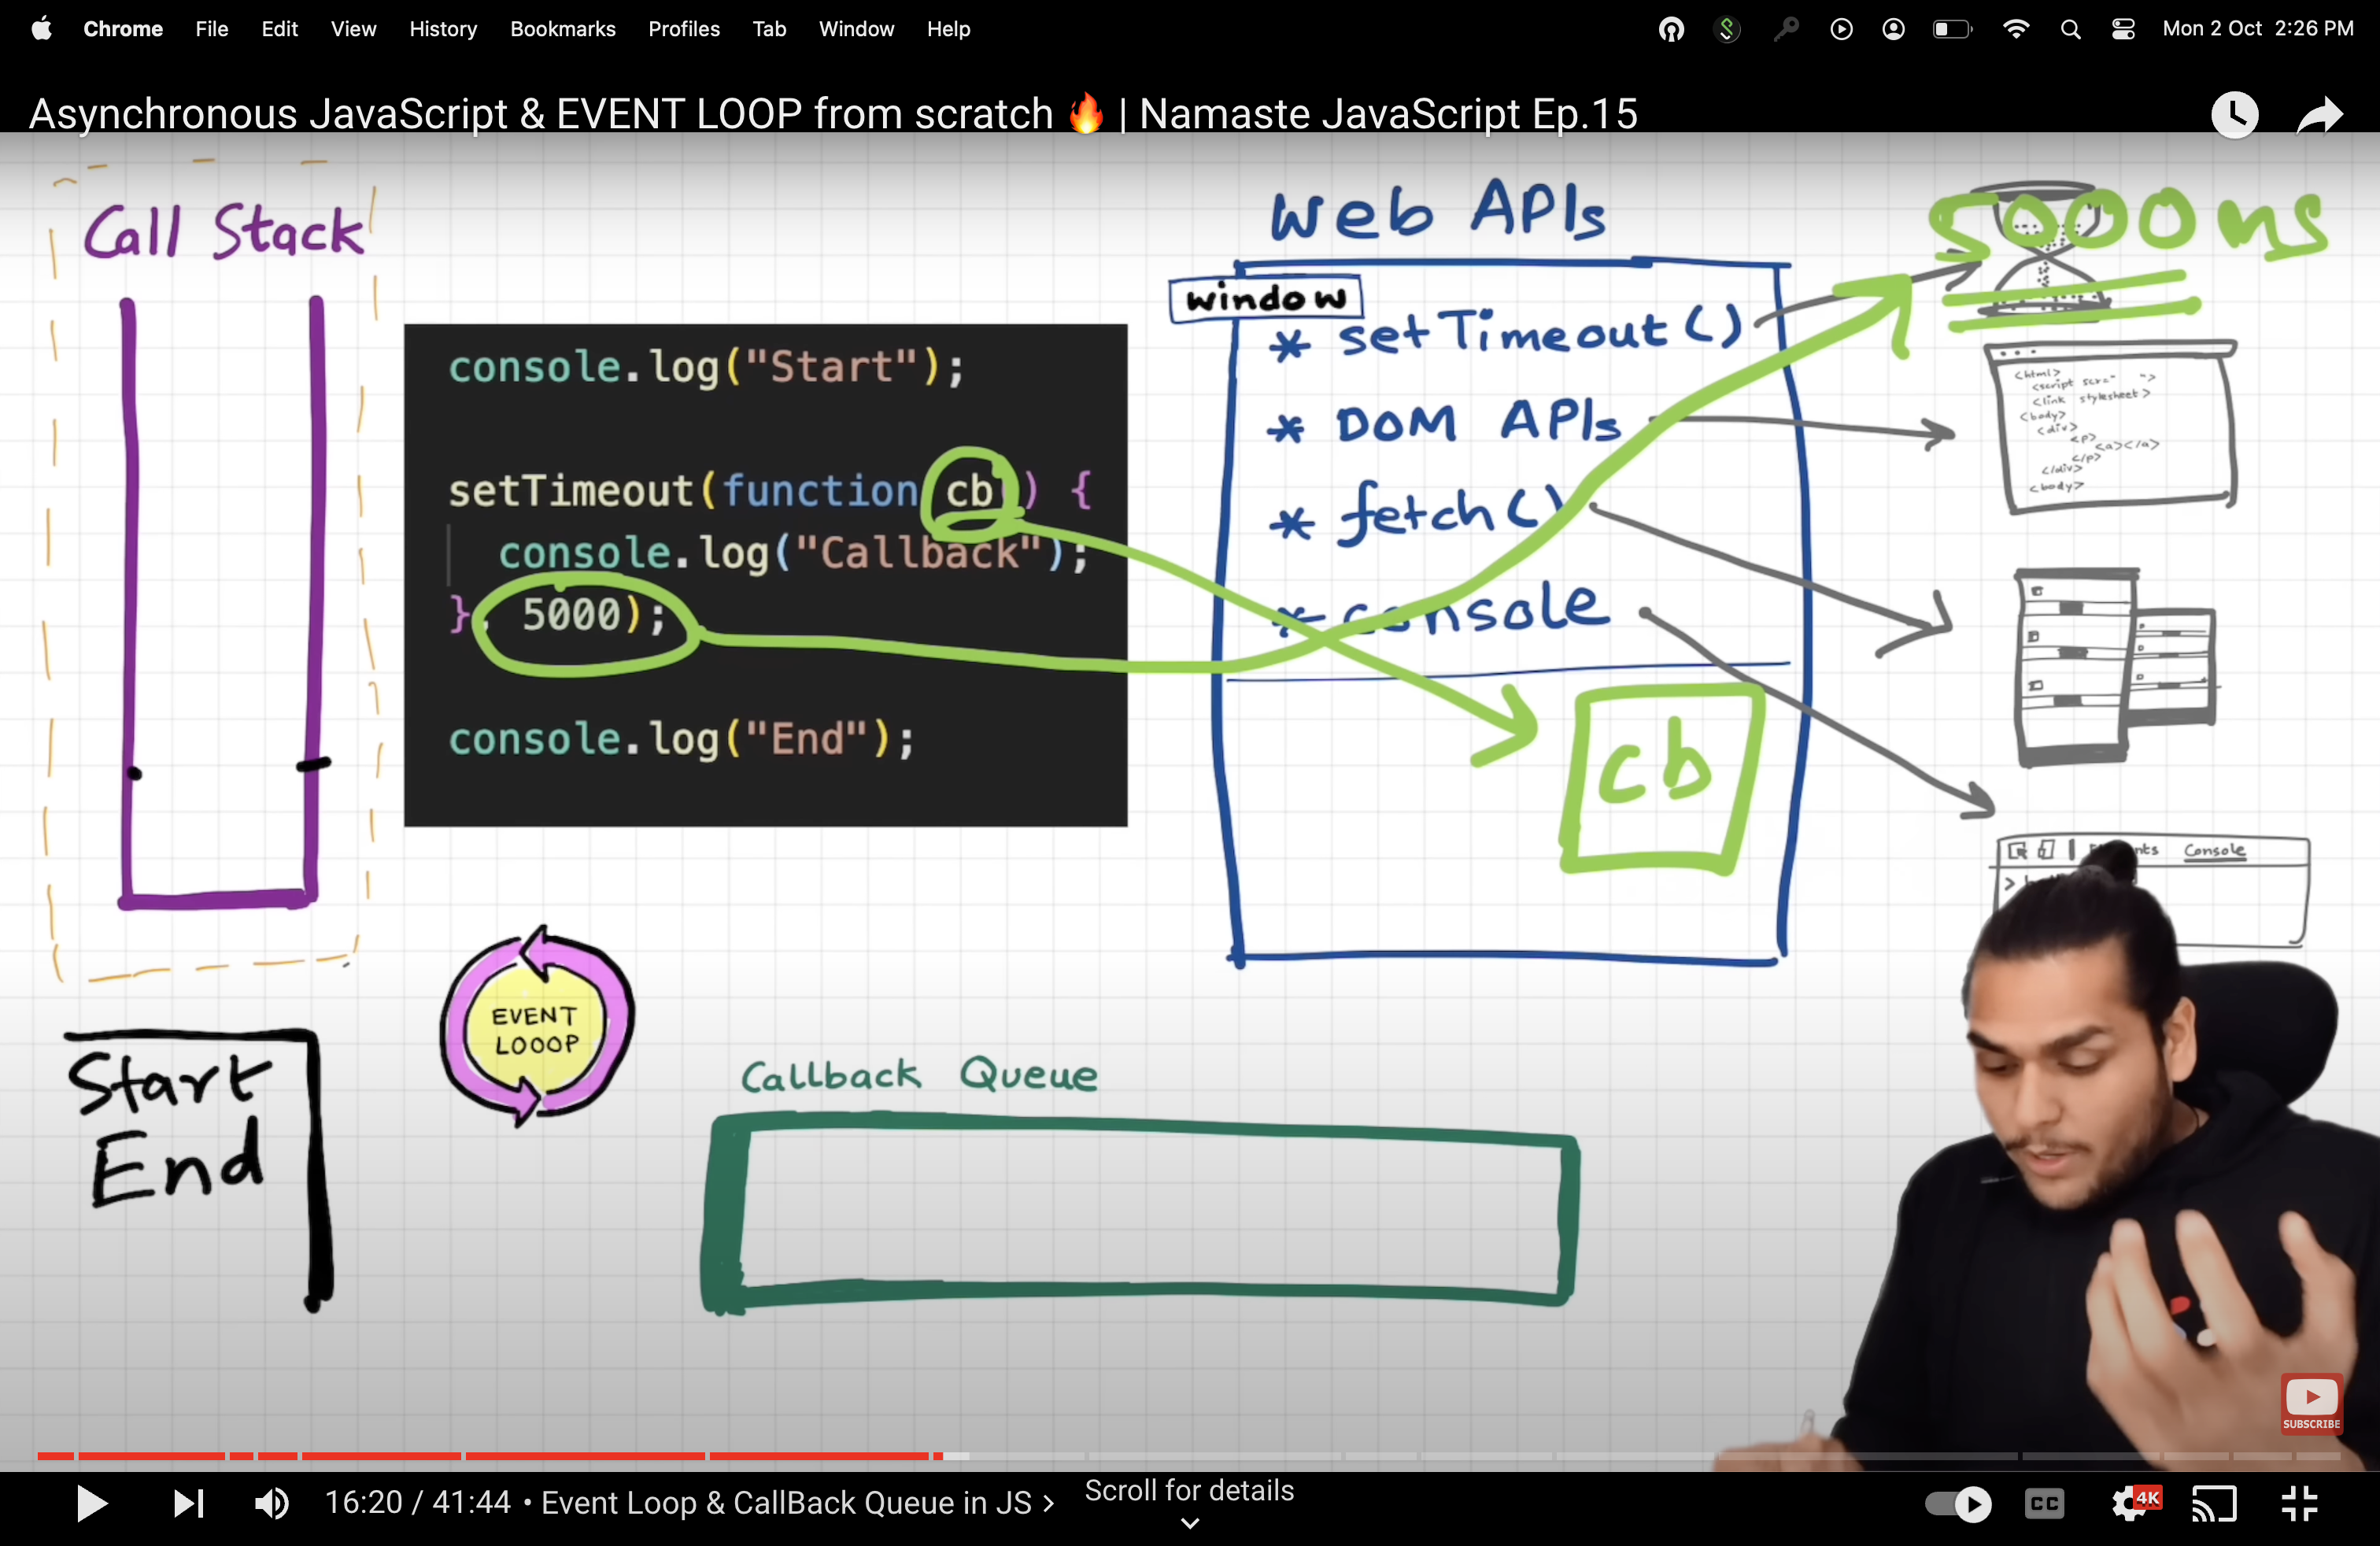 Chrome File Edit View History Bookmarks Profiles Tab Window Help
Mon 2 Oct 2:26 PM
Asynchronous JavaScript & EVENT LOOP from scratch 🔥 | Namaste JavaScript Ep.15
Call Stack
console.log("Start");
setTimeout(function cb() {
console.log("Callback");
}, 5000);
console.log("End");
Web APIs
window
* setTimeout()
* DOM APIs
* fetch()
* console
cb
5000ms
<html>
<script scr=" ">
<link stylesheet>
<body>
<div>
<p>
<a></a>
</p>
</div>
<body>
Console
>
EVENT
LOOOP
Start
End
Callback Queue
SUBSCRIBE
16:20 / 41:44 • Event Loop & CallBack Queue in JS >
Scroll for details
CC
4K